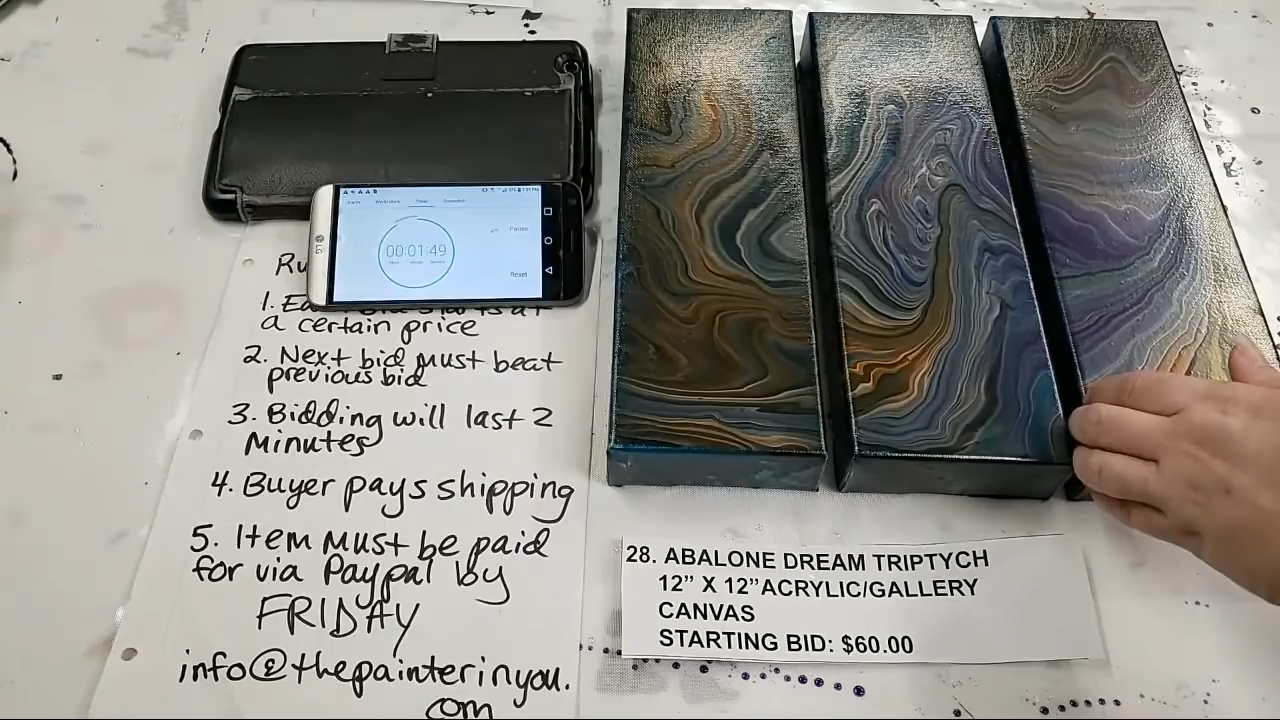 Pause
00:01:49
Reset
LG
Ru
1. Ea
a certain price
2. Next bid must beat
previous bid
3. Bidding will last 2
Minutes
4. Buyer pays shipping
5. Item must be paid
for via Paypal by
FRIDAY
info@thepainterinyou.
com
28. ABALONE DREAM TRIPTYCH
12” X 12”ACRYLIC/GALLERY
CANVAS
STARTING BID: $60.00